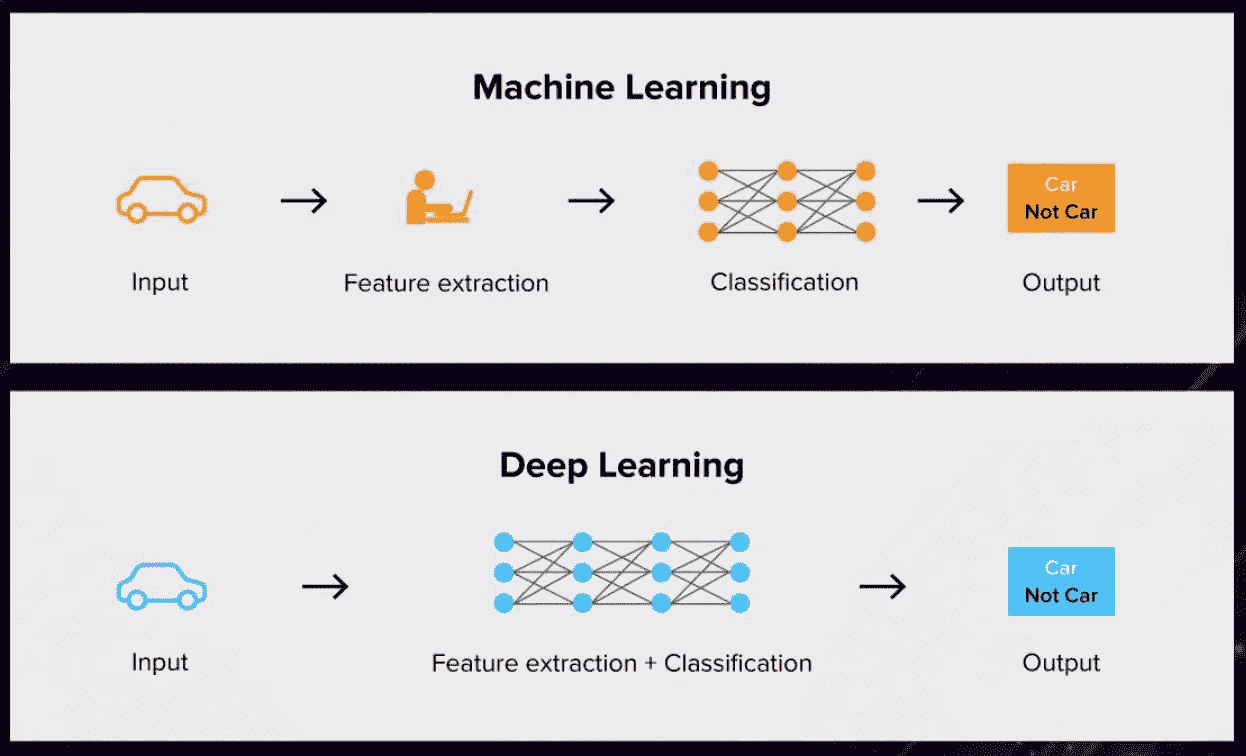 Machine Learning
Input
Feature extraction
Classification
Car
Not Car
Output
Deep Learning
Input
Feature extraction + Classification
Car
Not Car
Output